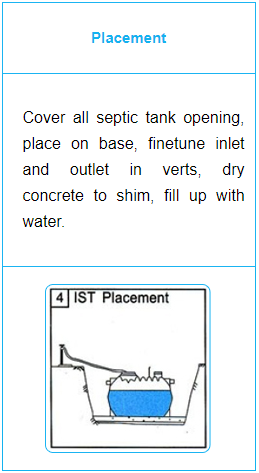 Placement
Cover all septic tank opening,
place on base, finetune inlet
and outlet in verts, dry
concrete to shim, fill up with
water.
4 IST Placement